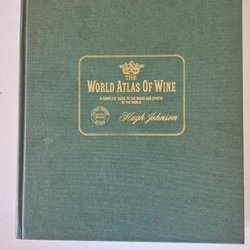 THE
WORLD ATLAS OF WINE
A COMPLETE GUIDE TO THE WINES AND SPIRITS
OF THE WORLD
Hugh Johnson